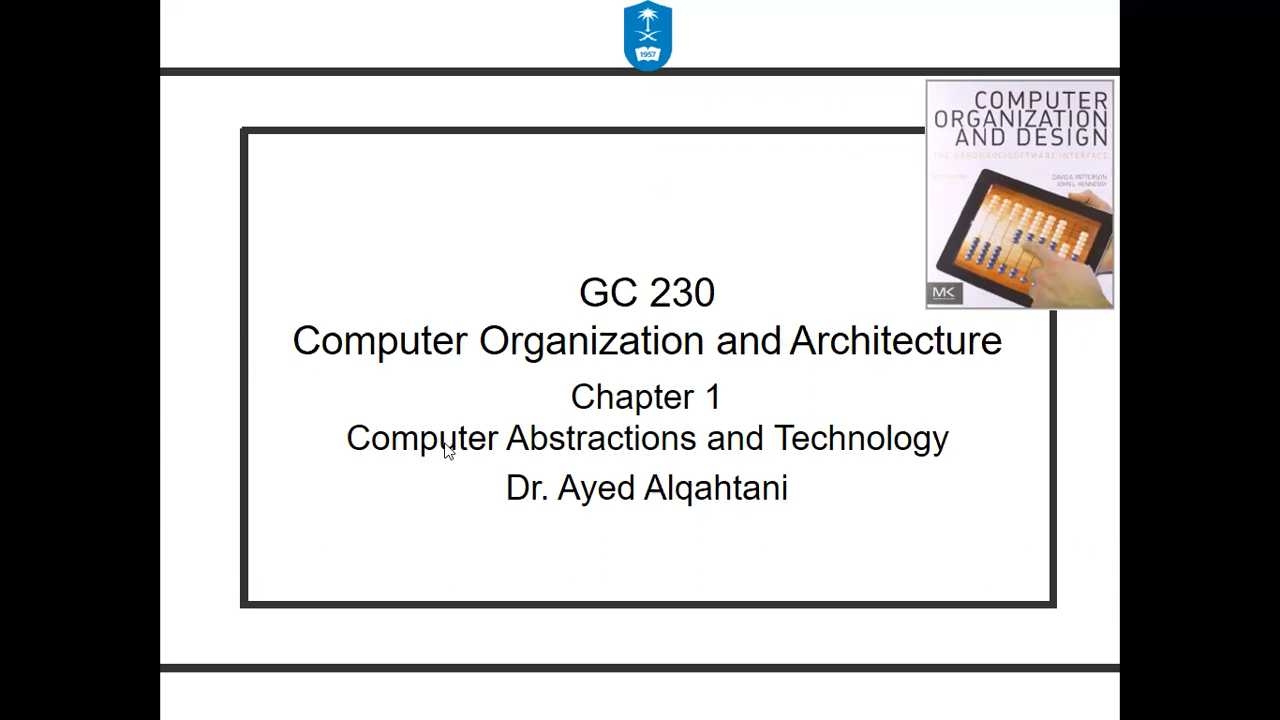 1957
COMPUTER
ORGANIZATION
AND DESIGN
THE HARDWARE/SOFTWARE INTERFACE
DAVID A. PATTERSON
JOHN L. HENNESSY
MK
GC 230
Computer Organization and Architecture
Chapter 1
Computer Abstractions and Technology
Dr. Ayed Alqahtani